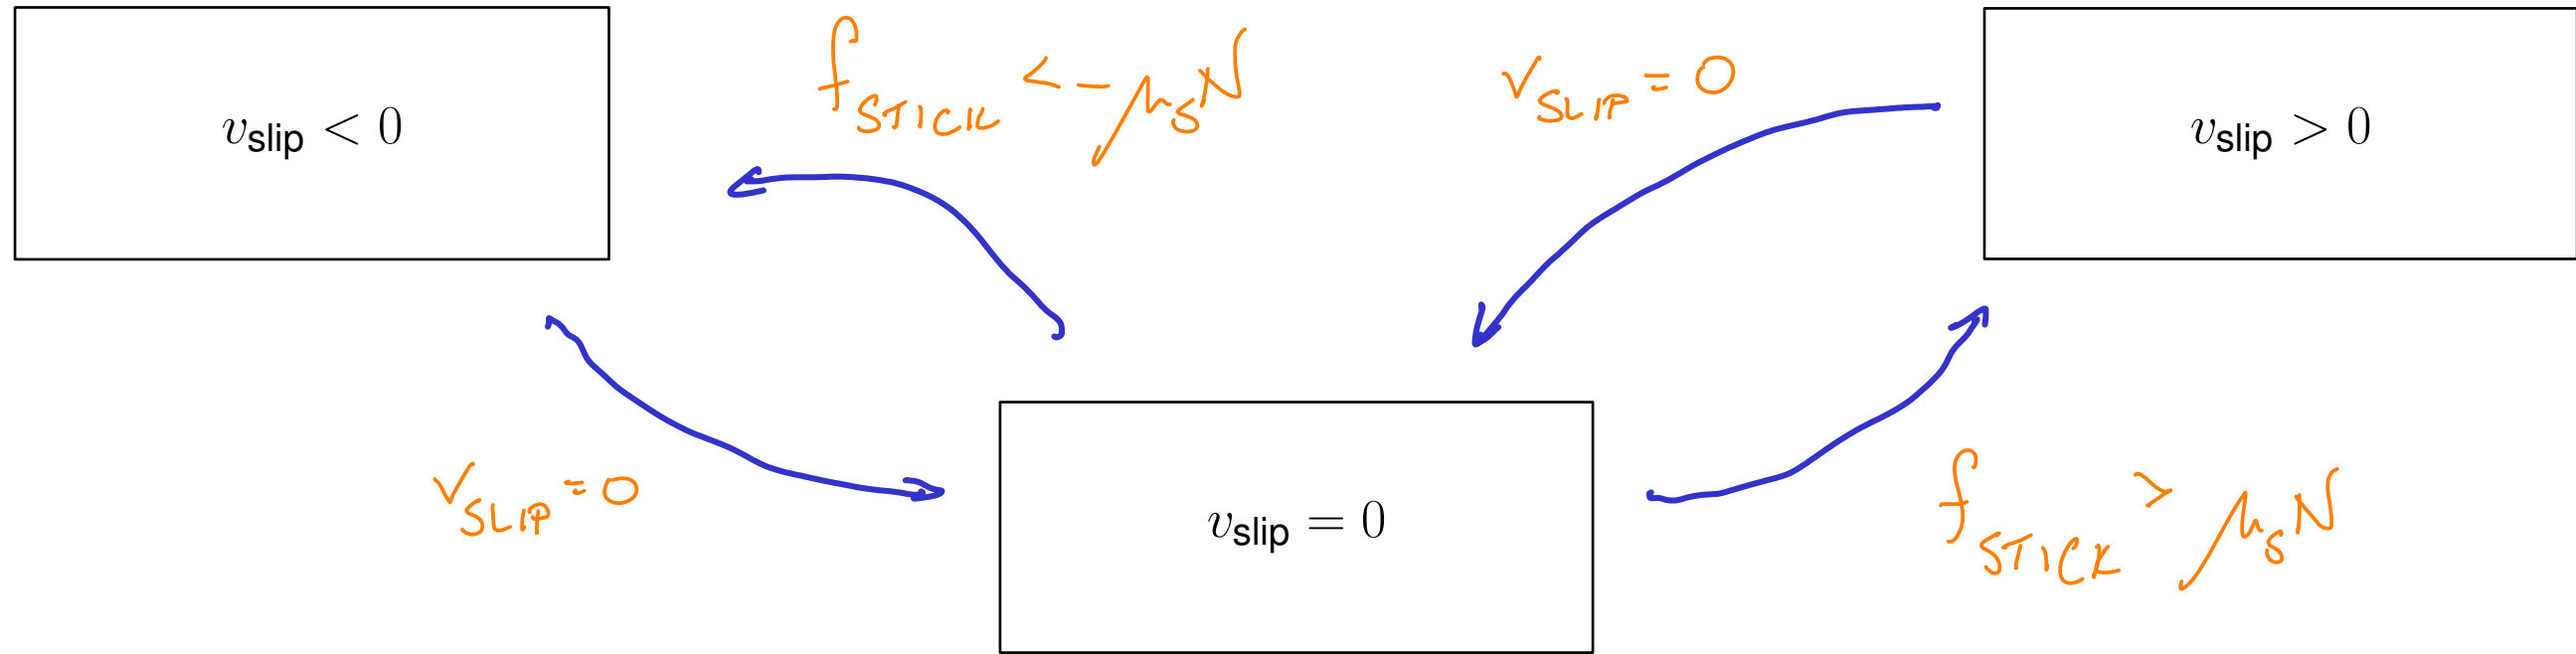 v_slip < 0
f_STICK < -μ_S N
v_SLIP = 0
v_slip > 0
v_SLIP = 0
v_slip = 0
f_STICK > μ_S N